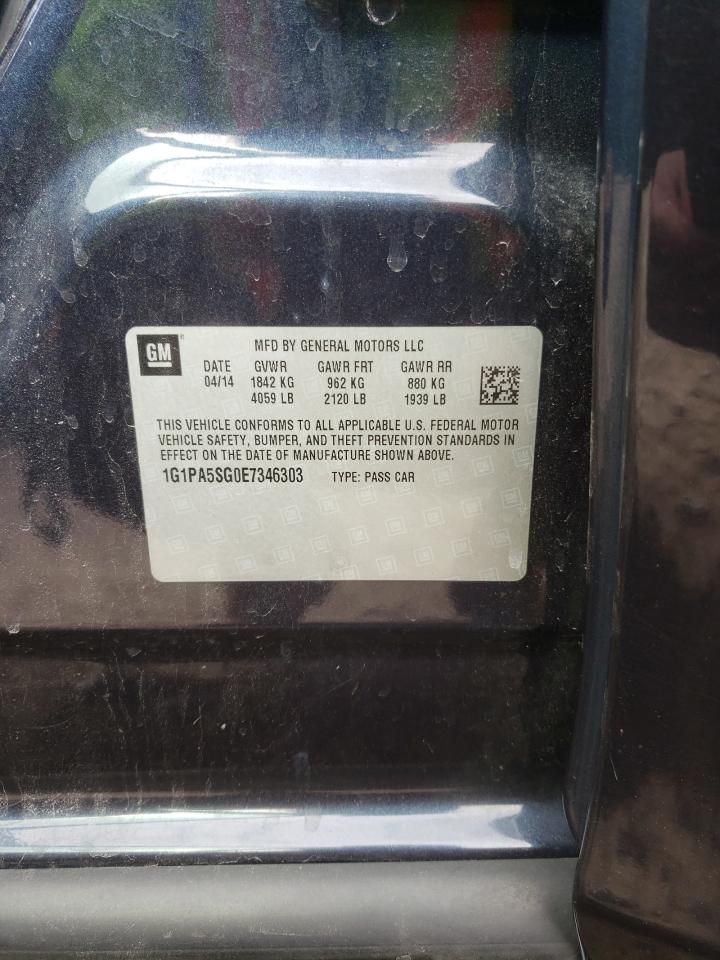 GM
MFD BY GENERAL MOTORS LLC
DATE GVWR GAWR FRT GAWR RR
04/14 1842 KG 962 KG 880 KG
4059 LB 2120 LB 1939 LB
THIS VEHICLE CONFORMS TO ALL APPLICABLE U.S. FEDERAL MOTOR
VEHICLE SAFETY, BUMPER, AND THEFT PREVENTION STANDARDS IN
EFFECT ON THE DATE OF MANUFACTURE SHOWN ABOVE.
1G1PA5SG0E7346303 TYPE: PASS CAR